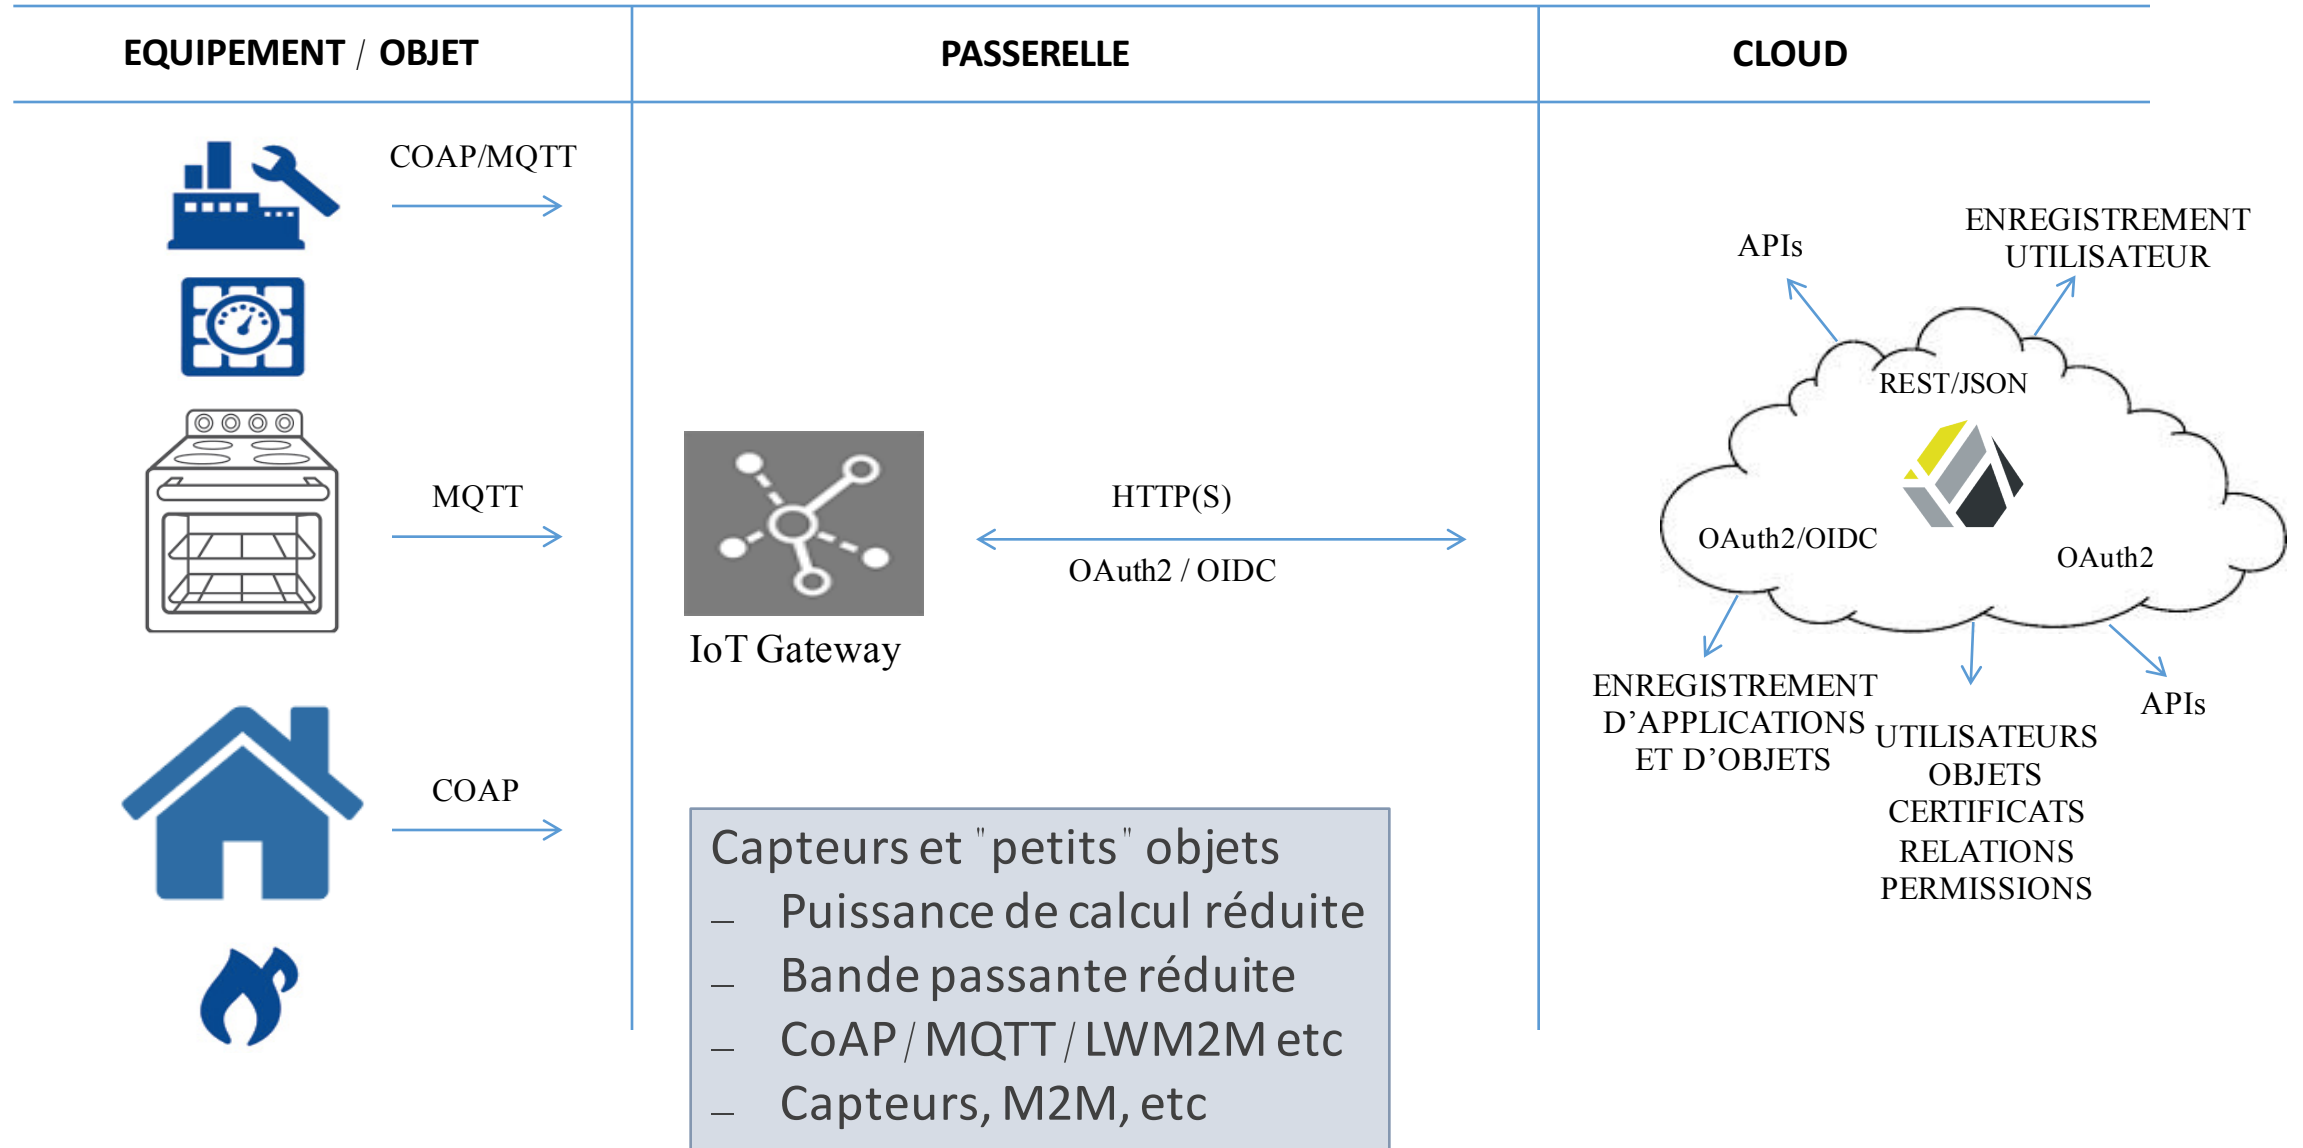 EQUIPEMENT / OBJET
PASSERELLE
CLOUD
COAP/MQTT
MQTT
COAP
IoT Gateway
HTTP(S)
OAuth2 / OIDC
Capteurs et "petits" objets
– Puissance de calcul réduite
– Bande passante réduite
– CoAP / MQTT / LWM2M etc
– Capteurs, M2M, etc
APIs
ENREGISTREMENT
UTILISATEUR
REST/JSON
OAuth2/OIDC
OAuth2
ENREGISTREMENT
D’APPLICATIONS
ET D’OBJETS
UTILISATEURS
OBJETS
CERTIFICATS
RELATIONS
PERMISSIONS
APIs